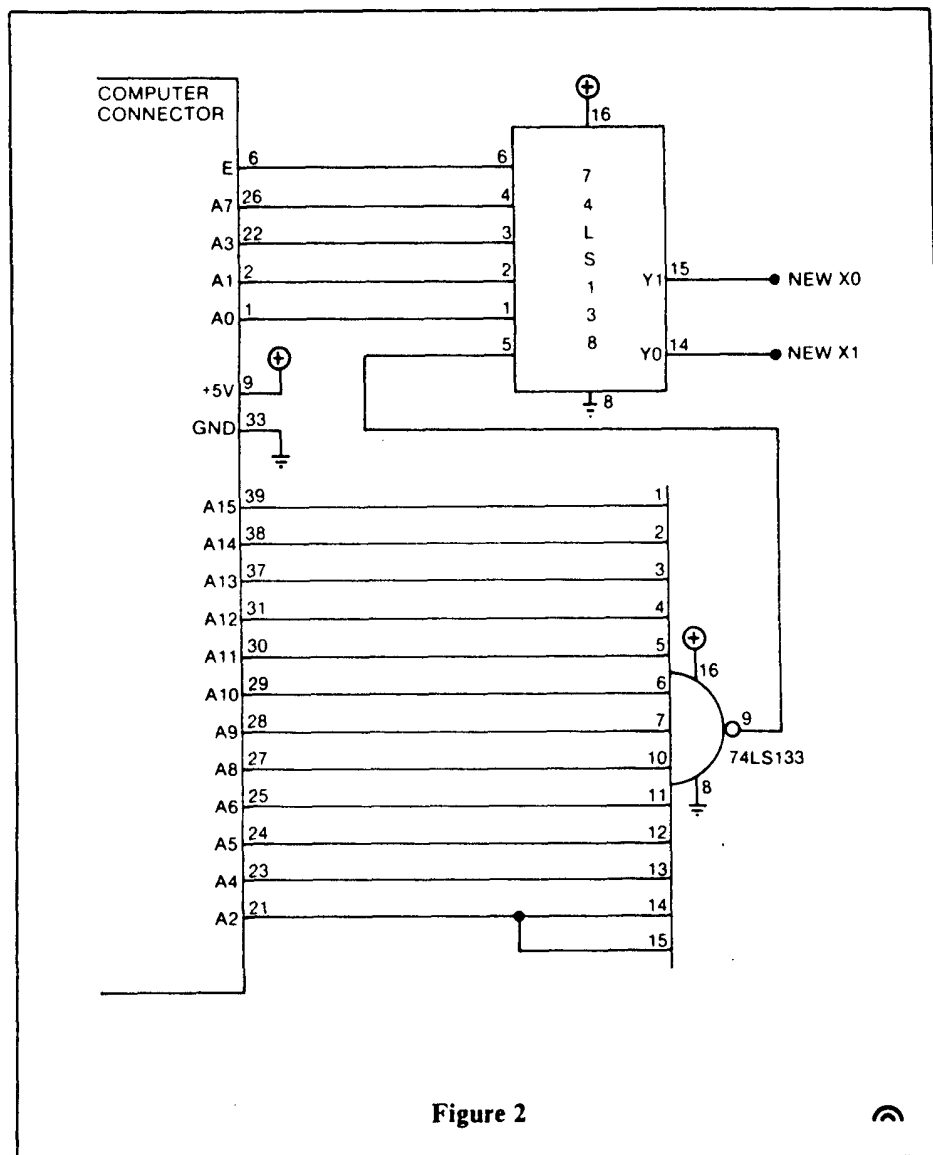 COMPUTER
CONNECTOR
16
E 6 6
A7 26 4
A3 22 3
A1 2 2
A0 1 1
5
7
4
L
S
1
3
8
Y1 15 NEW X0
Y0 14 NEW X1
8
+5V 9
GND 33
A15 39 1
A14 38 2
A13 37 3
A12 31 4
A11 30 5
A10 29 6
A9 28 7
A8 27 10
A6 25 11
A5 24 12
A4 23 13
A2 21 14
15
16
9
74LS133
8
Figure 2